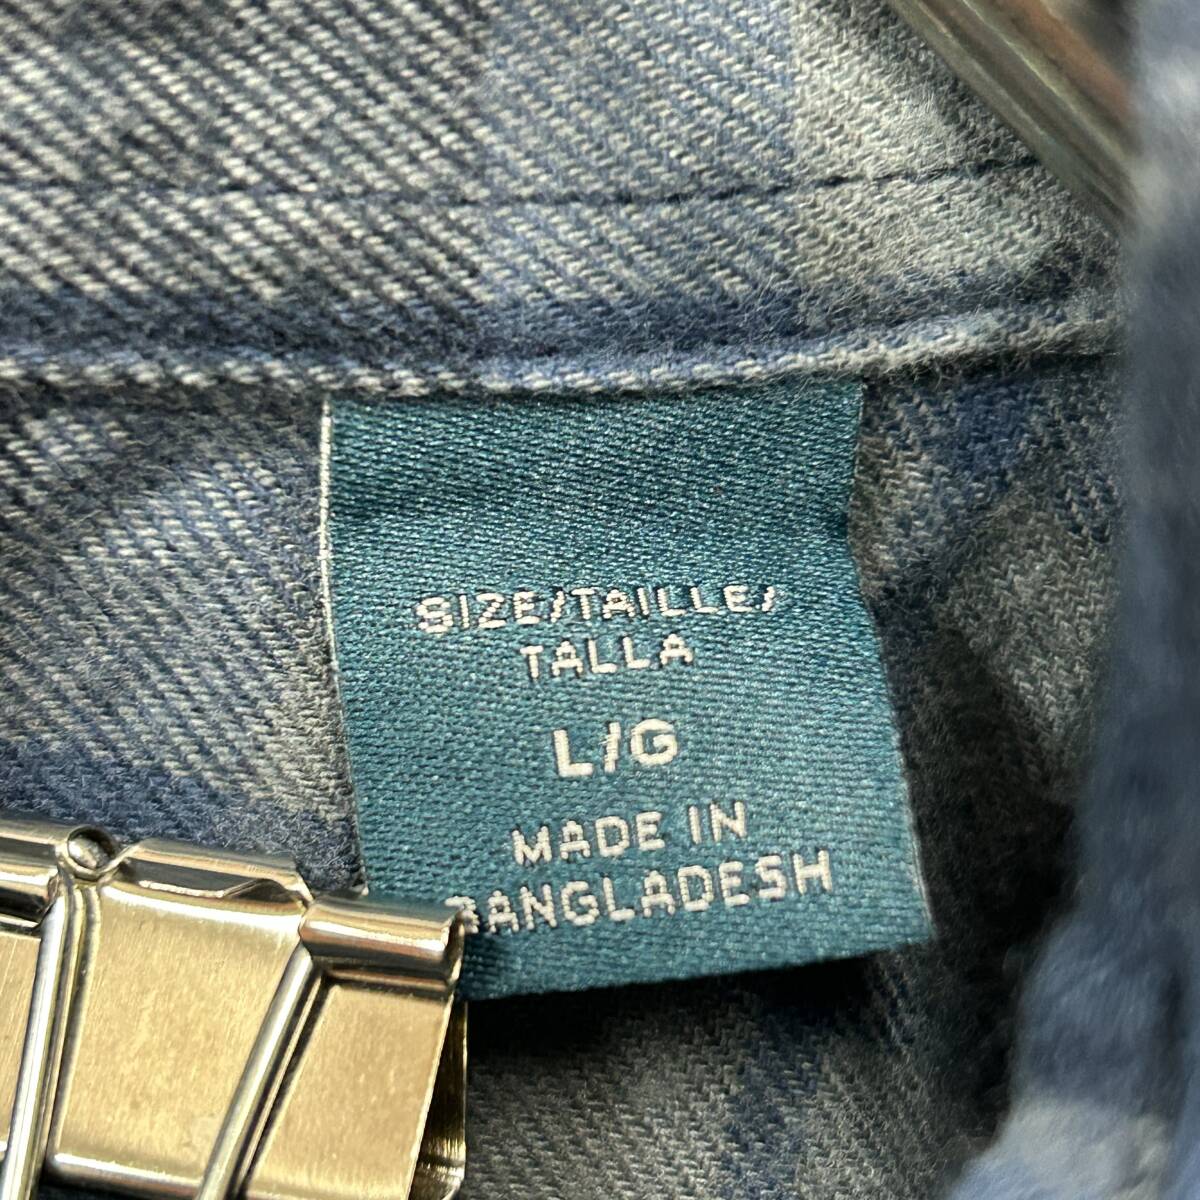 SIZE/TAILLE/
TALLA
L/G
MADE IN
BANGLADESH